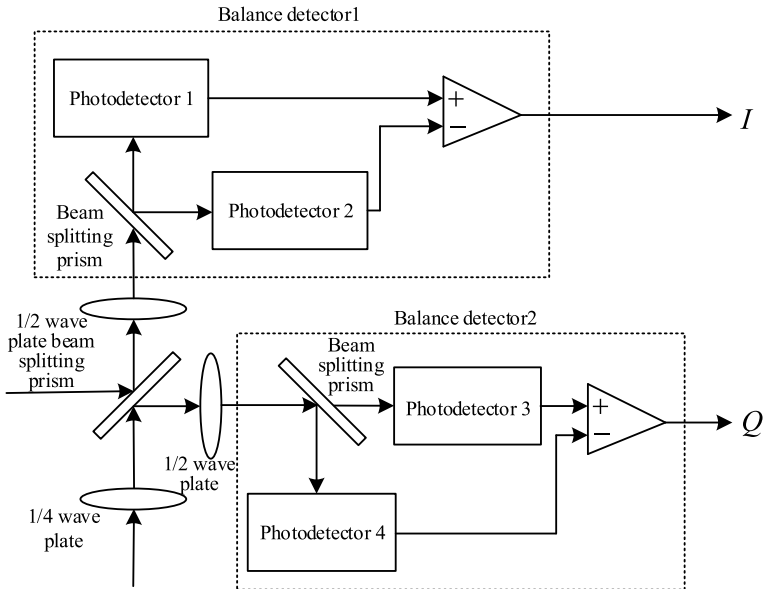 Balance detector1
Photodetector 1
+
−
I
Photodetector 2
Beam
splitting
prism
1/2 wave
plate beam
splitting
prism
Balance detector2
Beam
splitting
prism
Photodetector 3
+
−
Q
1/2 wave
plate
1/4 wave
plate
Photodetector 4